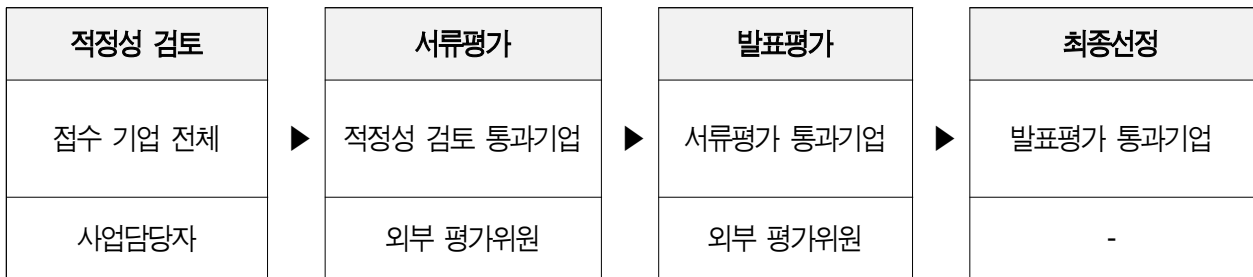 적정성 검토
서류평가
발표평가
최종선정
접수 기업 전체
▶
적정성 검토 통과기업
▶
서류평가 통과기업
▶
발표평가 통과기업
사업담당자
외부 평가위원
외부 평가위원
-